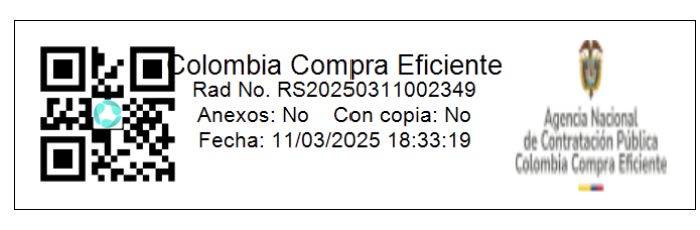 Colombia Compra Eficiente
Rad No. RS20250311002349
Anexos: No Con copia: No
Fecha: 11/03/2025 18:33:19
Agencia Nacional
de Contratación Pública
Colombia Compra Eficiente